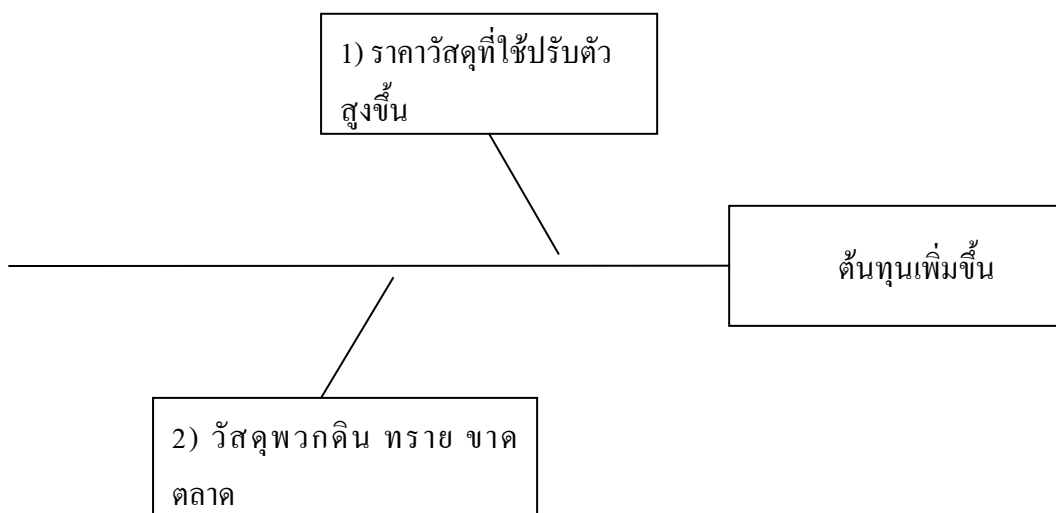 1) ราคาวัสดุที่ใช้ปรับตัว
สูงขึ้น
ต้นทุนเพิ่มขึ้น
2) วัสดุพวกดิน ทราย ขาด
ตลาด